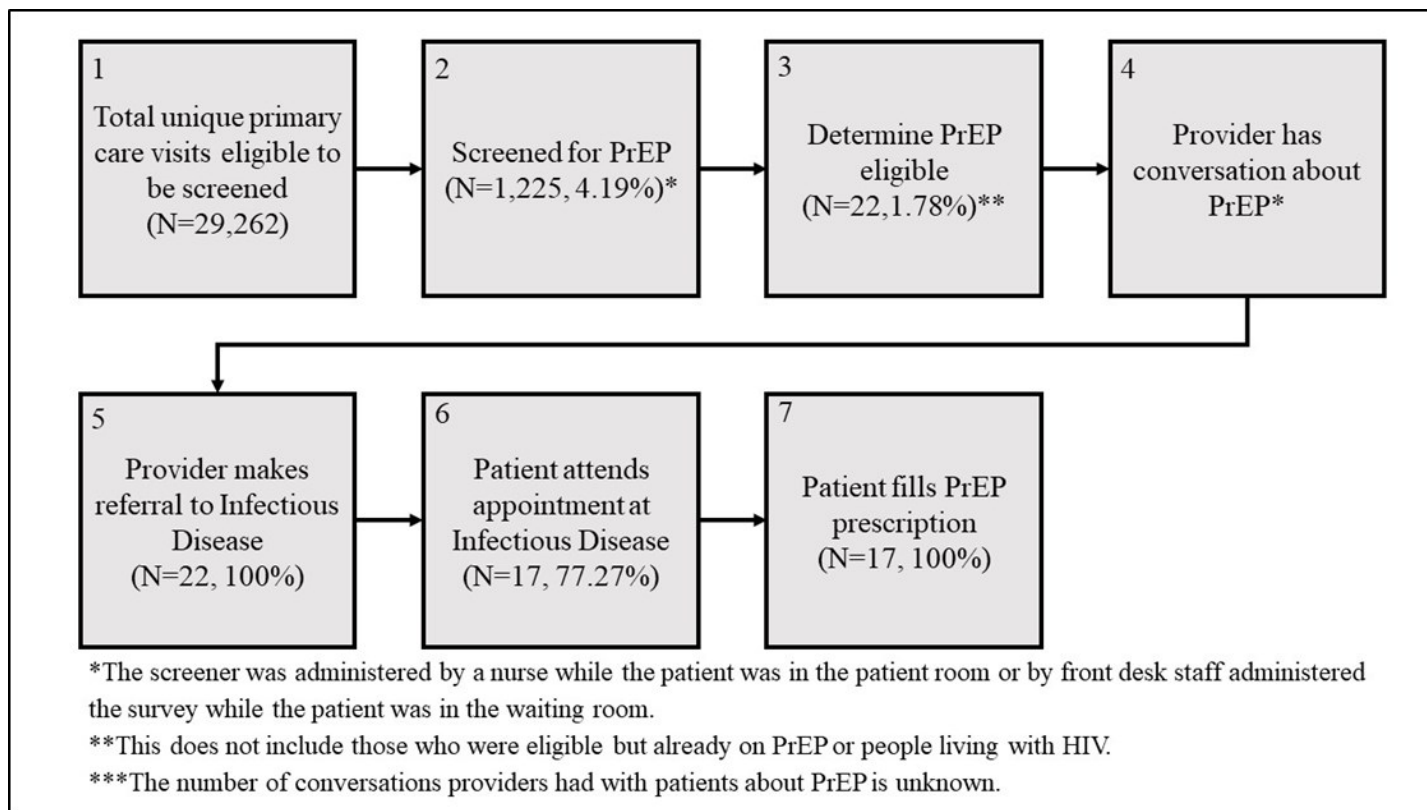 1
Total unique primary
care visits eligible to
be screened
(N=29,262)
2
Screened for PrEP
(N=1,225, 4.19%)*
3
Determine PrEP
eligible
(N=22,1.78%)**
4
Provider has
conversation about
PrEP*
5
Provider makes
referral to Infectious
Disease
(N=22, 100%)
6
Patient attends
appointment at
Infectious Disease
(N=17, 77.27%)
7
Patient fills PrEP
prescription
(N=17, 100%)
*The screener was administered by a nurse while the patient was in the patient room or by front desk staff administered
the survey while the patient was in the waiting room.
**This does not include those who were eligible but already on PrEP or people living with HIV.
***The number of conversations providers had with patients about PrEP is unknown.